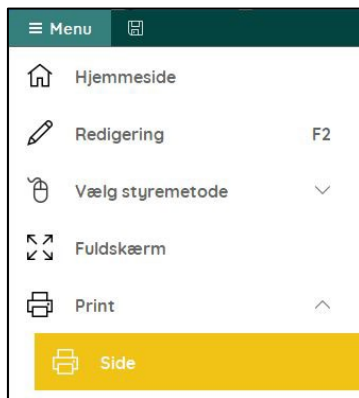 Menu
Hjemmeside
Redigering F2
Vælg styremetode
Fuldskærm
Print
Side